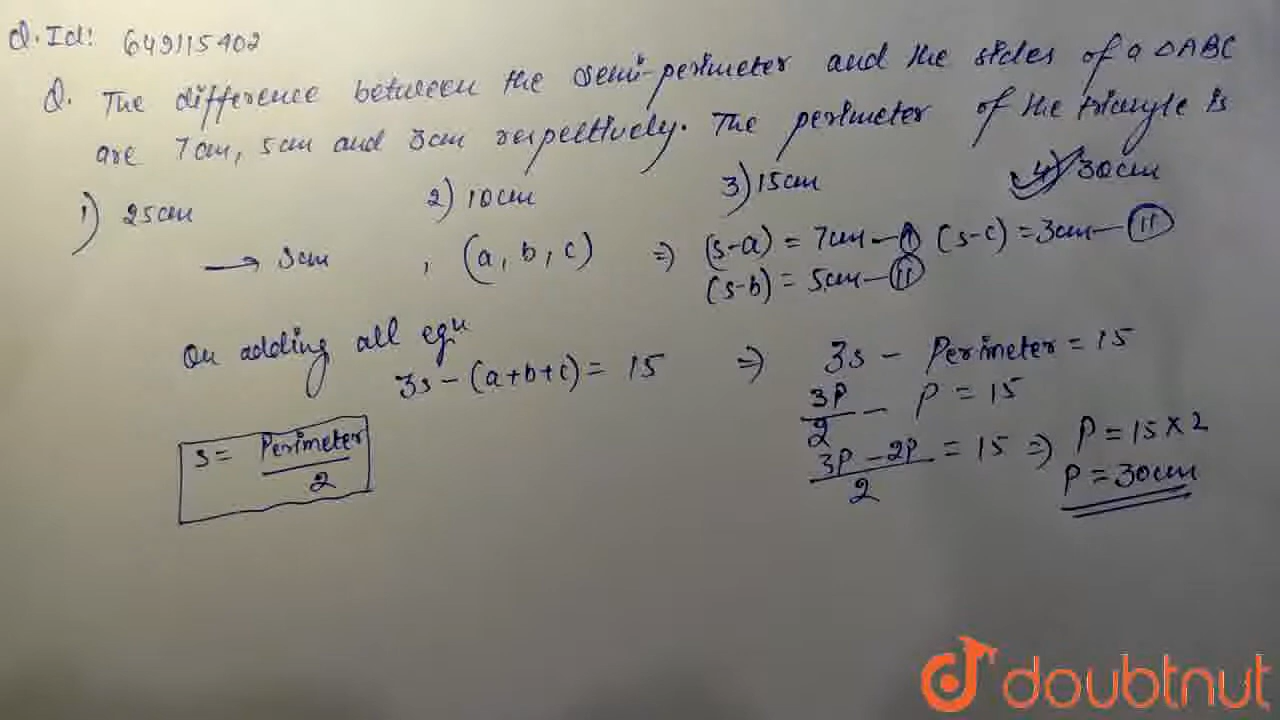 Q.Id: 649115402
Q. The difference between the semi-perimeter and the sides of a △ABC
are 7cm, 5cm and 3cm respectively. The perimeter of the triangle is
1) 25cm 2) 10cm 3) 15cm 4) 30cm
→ 3cm , (a, b, c) ⇒ (s-a) = 7cm — (s-c) = 3cm — II
(s-b) = 5cm — II
On adding all equ
3s - (a+b+c) = 15 ⇒ 3s - Perimeter = 15
s = Perimeter/2
3P/2 - P = 15
3P - 2P/2 = 15 ⇒ P = 15 × 2
P = 30cm
doubtnut